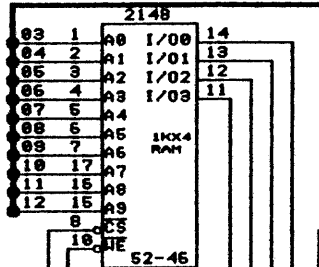 2148
03 1 A0 I/O0 14
04 2 A1 I/O1 13
05 3 A2 I/O2 12
06 4 A3 I/O3 11
07 5 A4
08 6 A5 1KX4
09 7 A6 RAM
10 17 A7
11 16 A8
12 15 A9
8 CS
10 WE
52-46